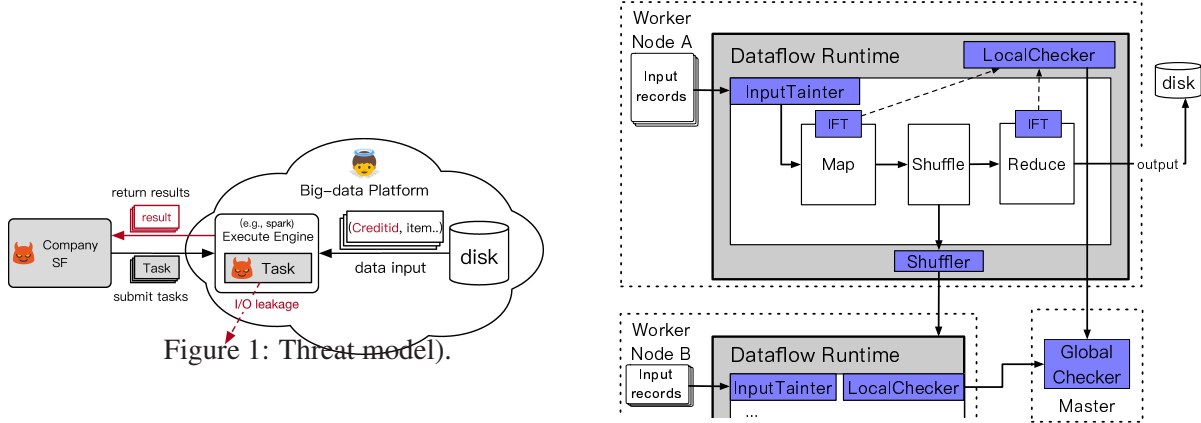 return results
result
Company
SF
Task
submit tasks
Big-data Platform
(e.g., spark)
Execute Engine
Task
I/O leakage
(Creditid, item..)
data input
disk
Figure 1: Threat model).
Worker
Node A
Input
records
Dataflow Runtime
LocalChecker
InputTainter
IFT
Map
Shuffle
IFT
Reduce
output
disk
Shuffler
Worker
Node B
Input
records
Dataflow Runtime
InputTainter
LocalChecker
...
Global
Checker
Master